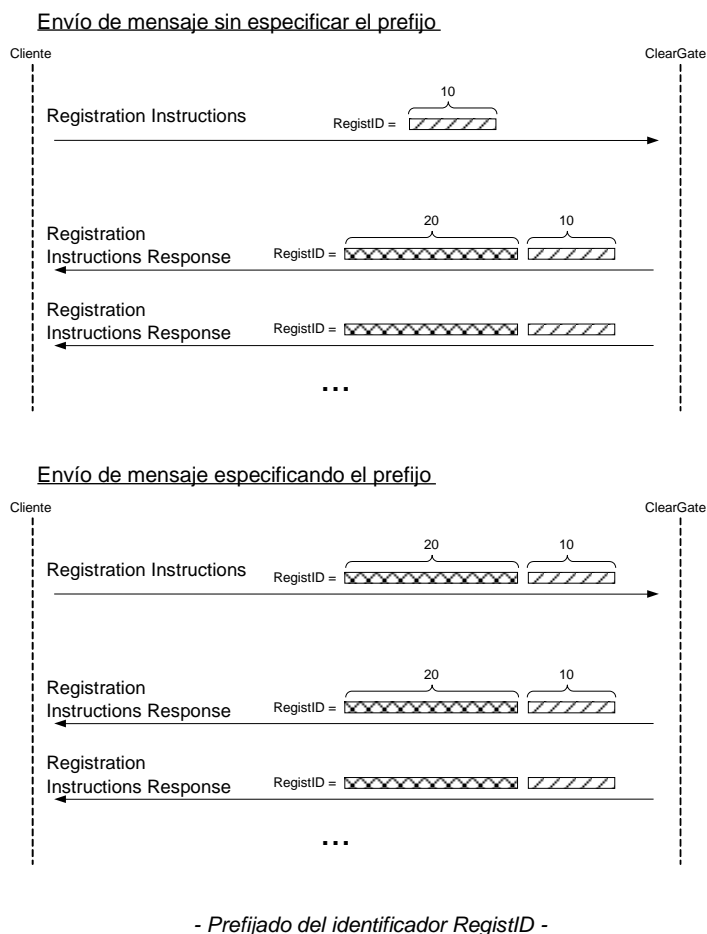 Envío de mensaje sin especificar el prefijo
Cliente
ClearGate
10
Registration Instructions
RegistID =
20
10
Registration
Instructions Response
RegistID =
Registration
Instructions Response
RegistID =
...
Envío de mensaje especificando el prefijo
Cliente
ClearGate
20
10
Registration Instructions
RegistID =
20
10
Registration
Instructions Response
RegistID =
Registration
Instructions Response
RegistID =
...
- Prefijado del identificador RegistID -